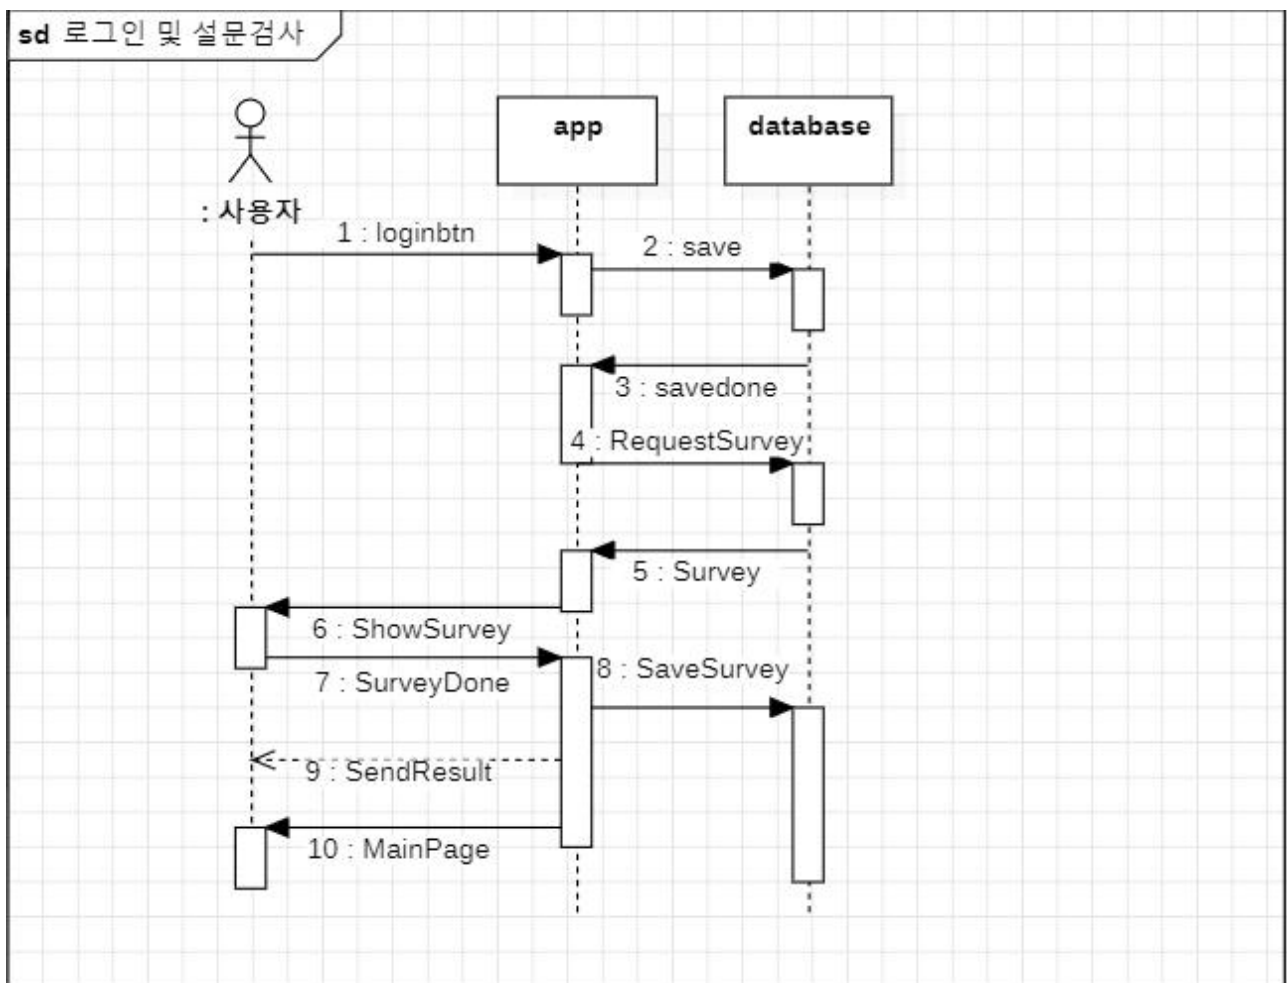 sd 로그인 및 설문검사
app
database
: 사용자
1 : loginbtn
2 : save
3 : savedone
4 : RequestSurvey
5 : Survey
6 : ShowSurvey
7 : SurveyDone
8 : SaveSurvey
9 : SendResult
10 : MainPage